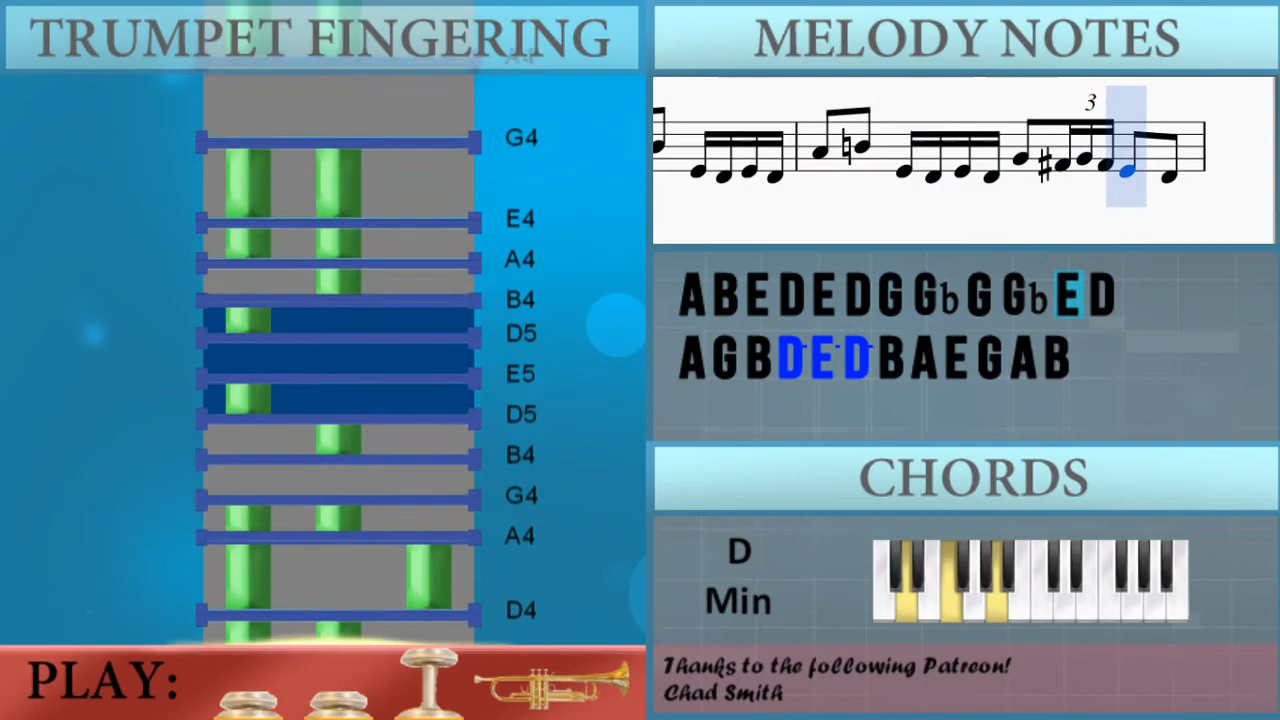 TRUMPET FINGERING
A4
G4
E4
A4
B4
D5
E5
D5
B4
G4
A4
D4
PLAY:
MELODY NOTES
3
ABEDEDGGbGGbED
AGBDEDBAEGAB
CHORDS
D
Min
Thanks to the following Patreon!
Chad Smith